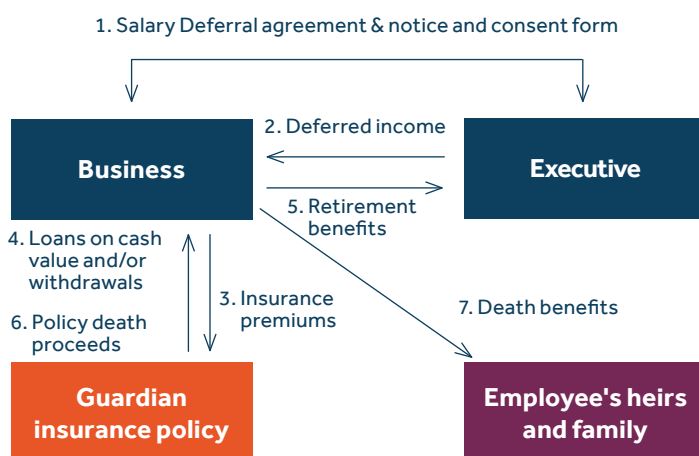 1. Salary Deferral agreement & notice and consent form
2. Deferred income
Business
Executive
5. Retirement
benefits
4. Loans on cash
value and/or
withdrawals
3. Insurance
premiums
6. Policy death
proceeds
7. Death benefits
Guardian
insurance policy
Employee's heirs
and family